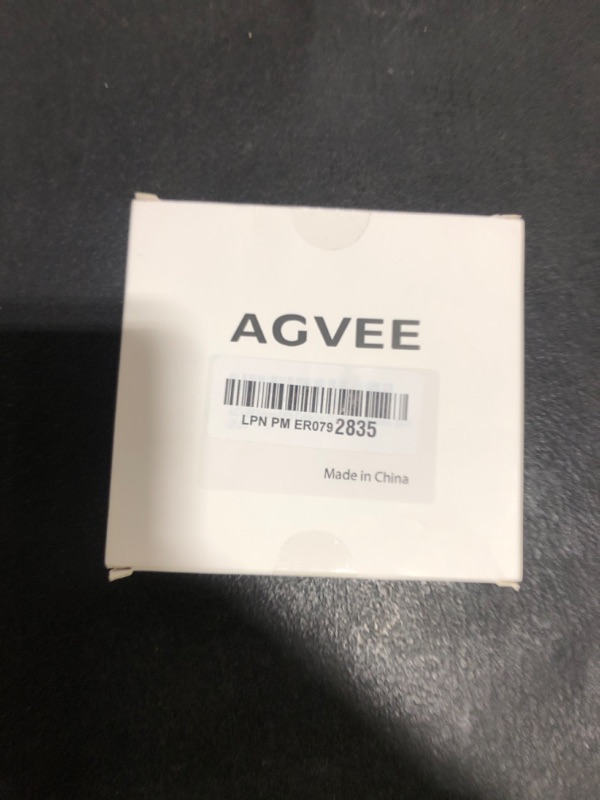 AGVEE
LPN PM ER0792835
Made in China